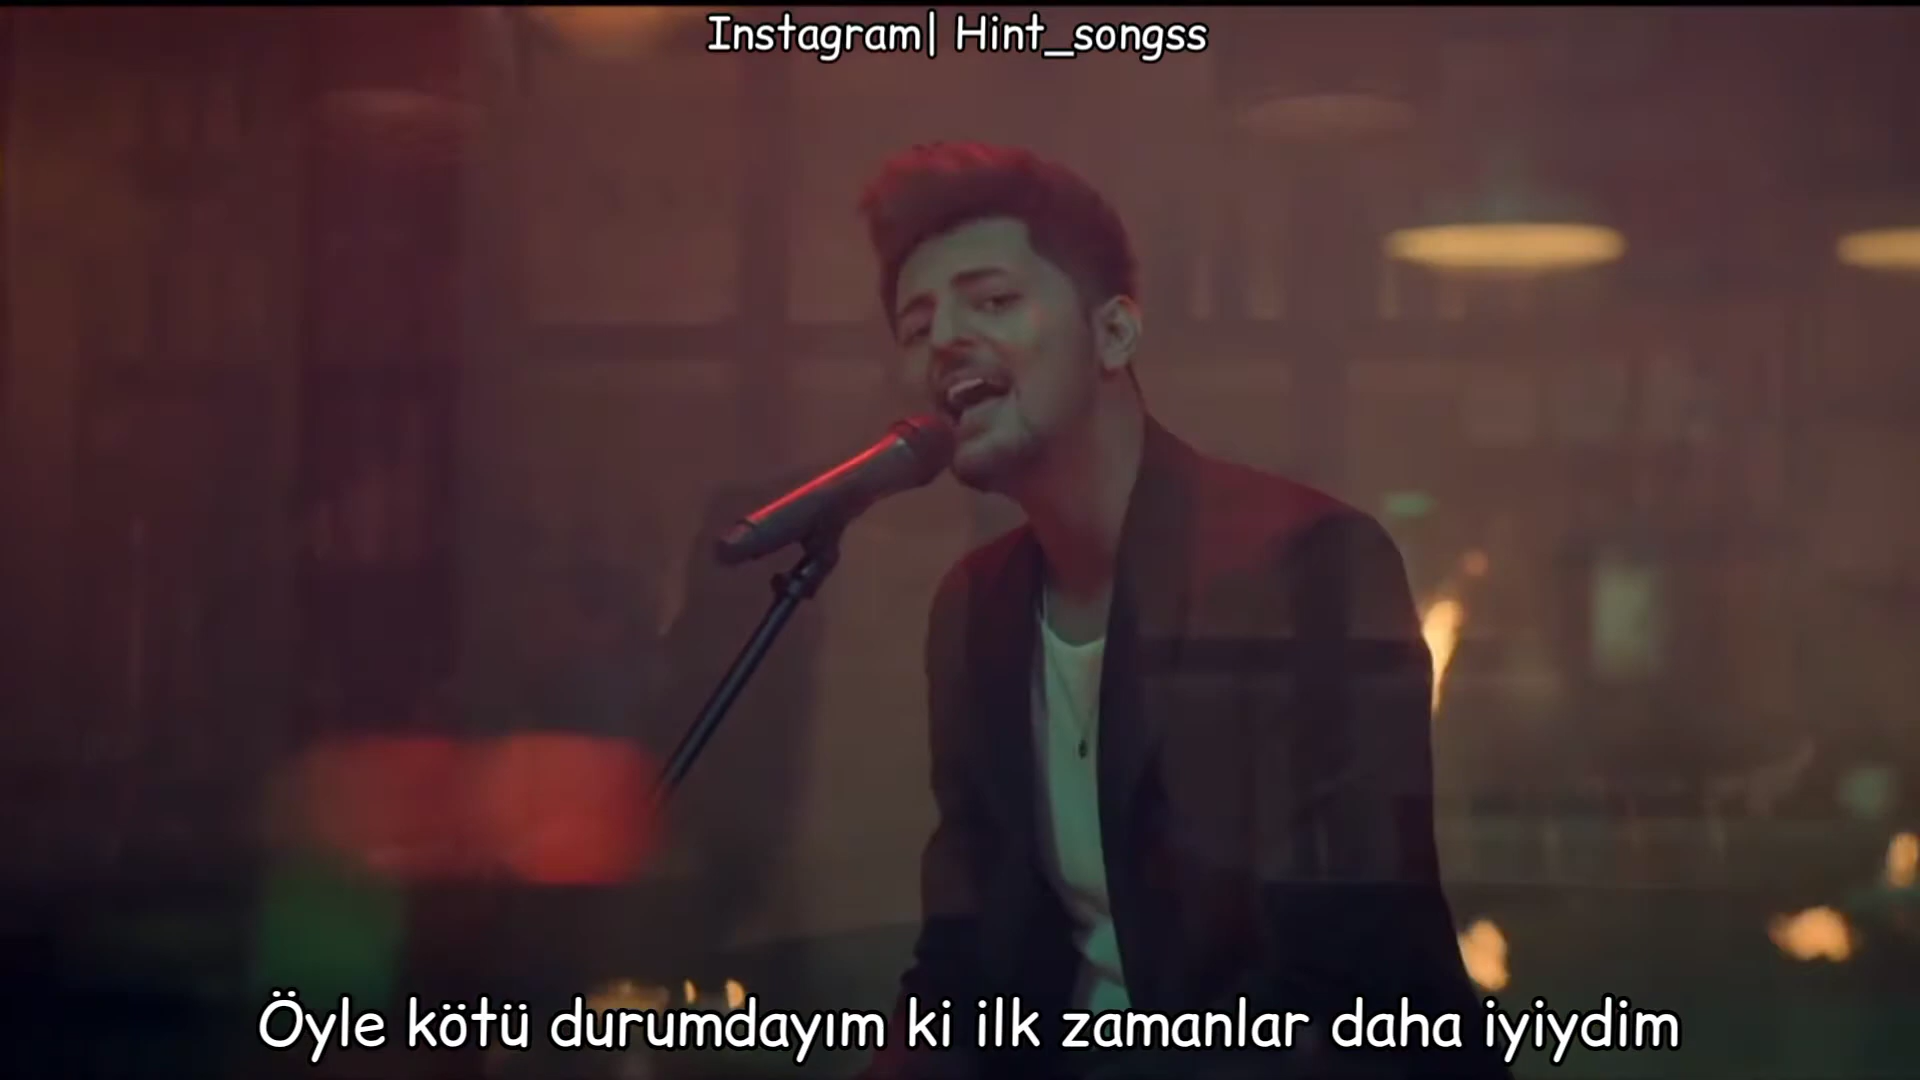 Instagram| Hint_songss
Öyle kötü durumdayım ki ilk zamanlar daha iyiydim